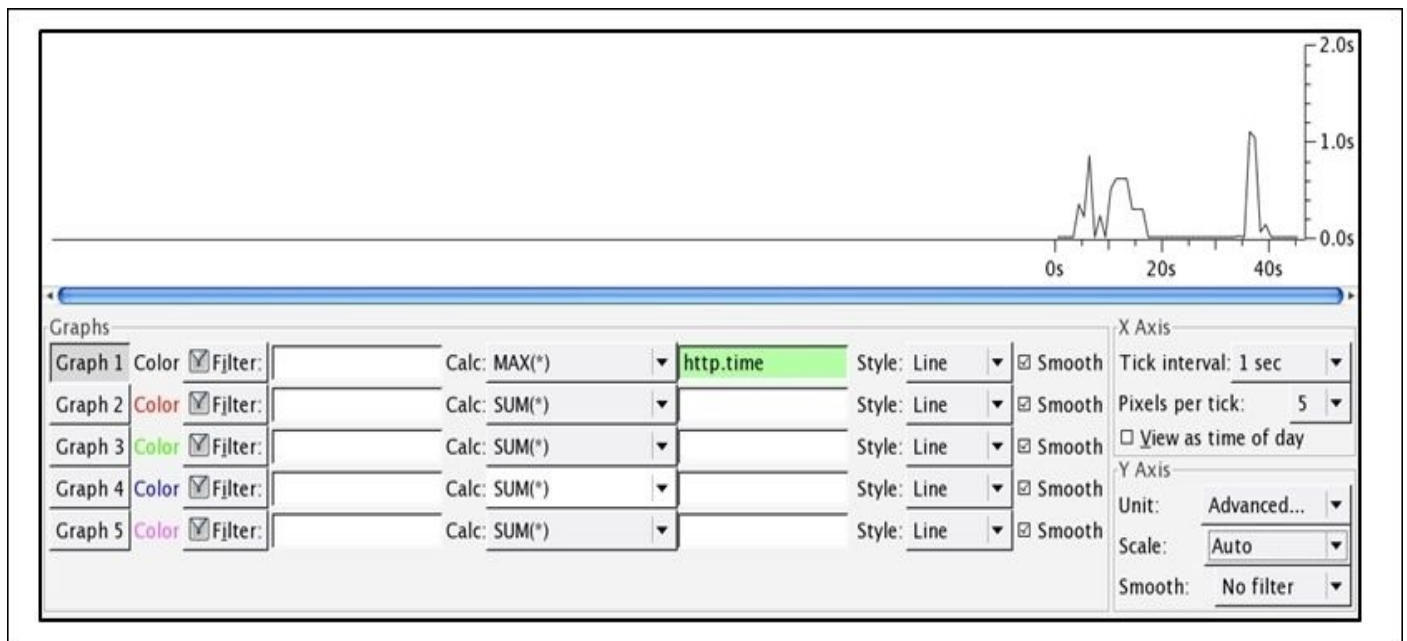 2.0s
1.0s
0.0s
0s 20s 40s
Graphs X Axis
Graph 1 Color Filter: Calc: MAX(*) http.time Style: Line Smooth Tick interval: 1 sec
Graph 2 Color Filter: Calc: SUM(*) Style: Line Smooth Pixels per tick: 5
Graph 3 Color Filter: Calc: SUM(*) Style: Line Smooth View as time of day
Y Axis
Graph 4 Color Filter: Calc: SUM(*) Style: Line Smooth Unit: Advanced...
Graph 5 Color Filter: Calc: SUM(*) Style: Line Smooth Scale: Auto
Smooth: No filter